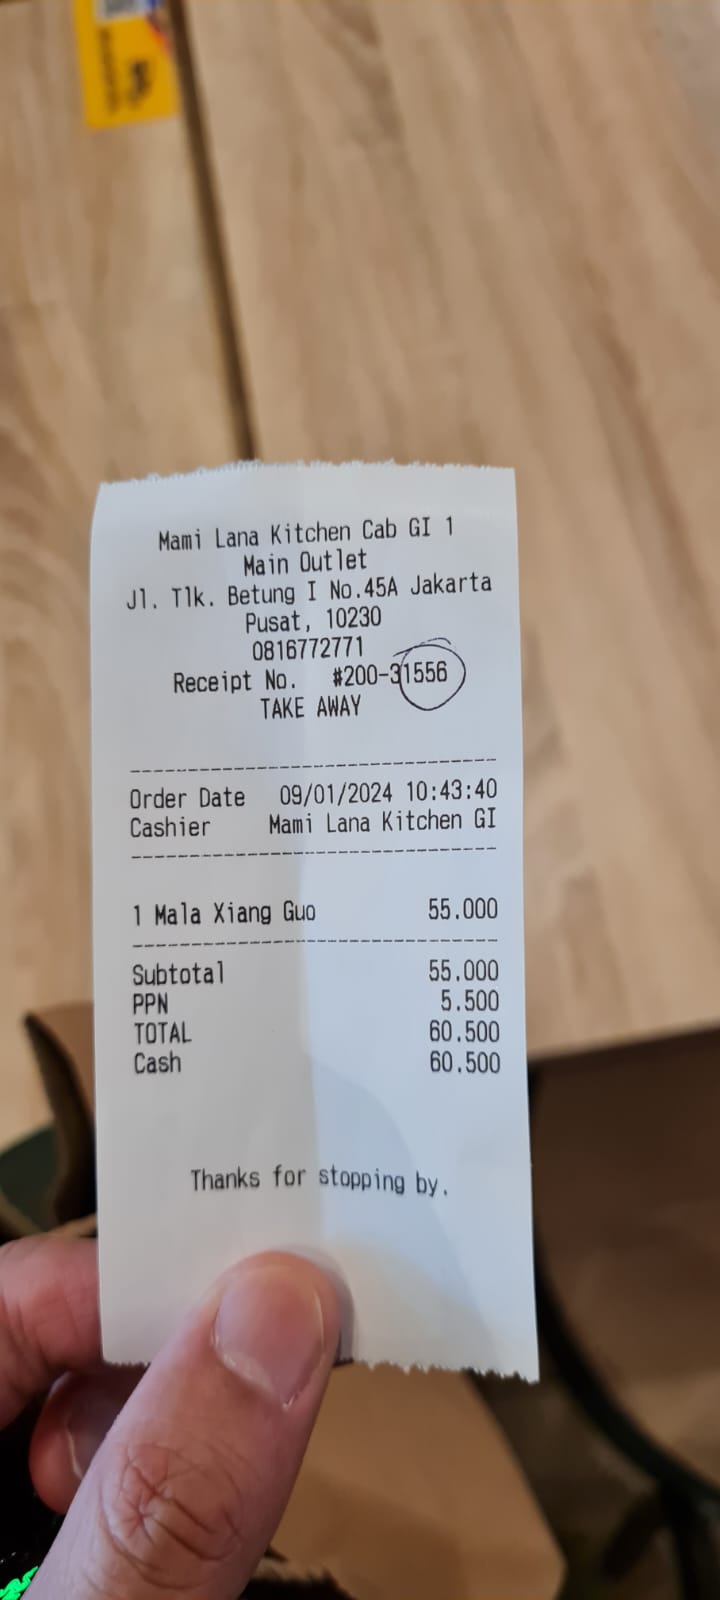 Mami Lana Kitchen Cab GI 1
Main Outlet
Jl. Tlk. Betung I No.45A Jakarta
Pusat, 10230
0816772771
Receipt No. #200-31556
TAKE AWAY
Order Date 09/01/2024 10:43:40
Cashier Mami Lana Kitchen GI
1 Mala Xiang Guo 55.000
Subtotal 55.000
PPN 5.500
TOTAL 60.500
Cash 60.500
Thanks for stopping by.